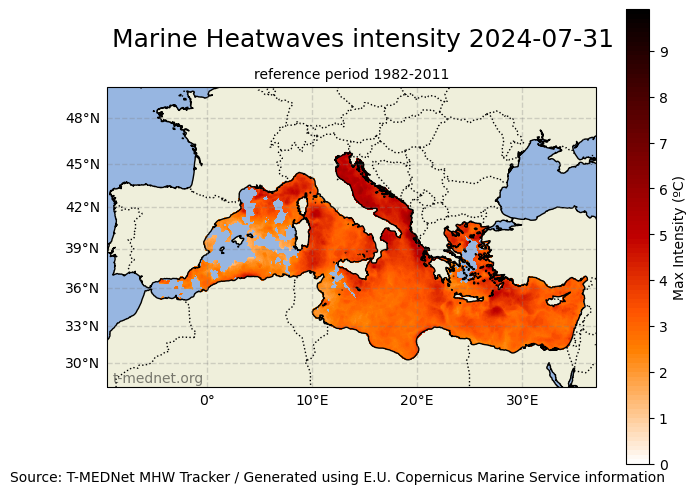 Marine Heatwaves intensity 2024-07-31
reference period 1982-2011
48°N
45°N
42°N
39°N
36°N
33°N
30°N
0°
10°E
20°E
30°E
t-mednet.org
9
8
7
6
5
4
3
2
1
0
Max Intensity (ºC)
Source: T-MEDNet MHW Tracker / Generated using E.U. Copernicus Marine Service information